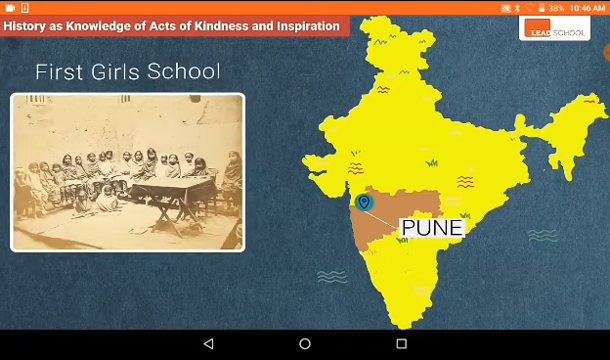 38% 10:46 AM
History as Knowledge of Acts of Kindness and Inspiration
LEAD SCHOOL
First Girls School
PUNE